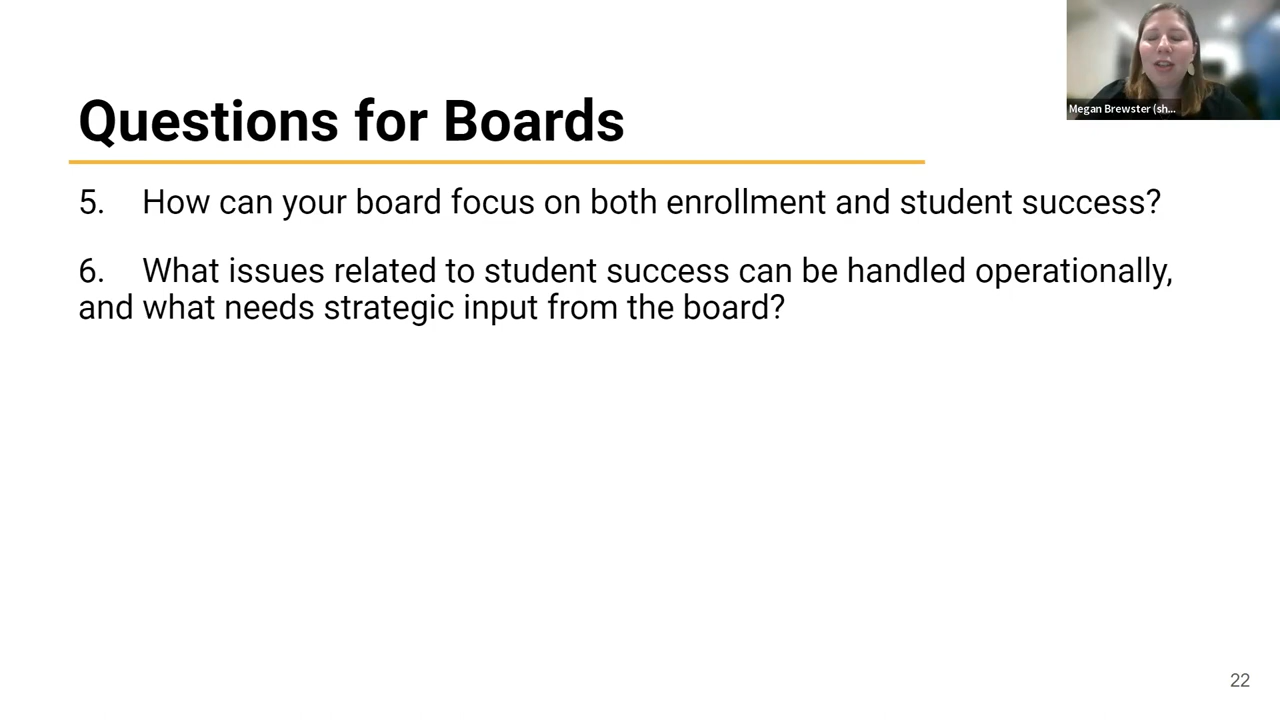 Megan Brewster (sh...
Questions for Boards
5. How can your board focus on both enrollment and student success?
6. What issues related to student success can be handled operationally,
and what needs strategic input from the board?
22